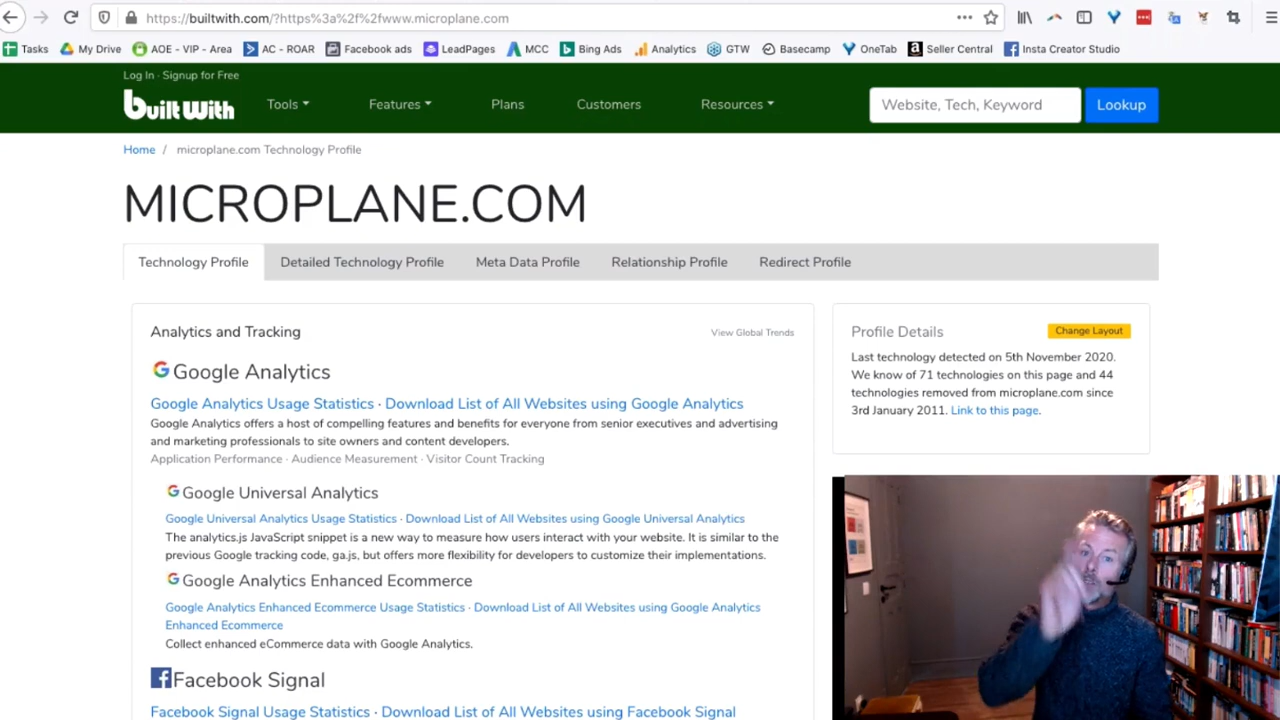 https://builtwith.com/?https%3a%2f%2fwww.microplane.com
Tasks My Drive AOE - VIP - Area AC - ROAR Facebook ads LeadPages MCC Bing Ads Analytics GTW Basecamp OneTab Seller Central Insta Creator Studio
Log In · Signup for Free
builtwith Tools Features Plans Customers Resources Website, Tech, Keyword Lookup
Home / microplane.com Technology Profile
MICROPLANE.COM
Technology Profile Detailed Technology Profile Meta Data Profile Relationship Profile Redirect Profile
Analytics and Tracking View Global Trends
Google Analytics
Google Analytics Usage Statistics · Download List of All Websites using Google Analytics
Google Analytics offers a host of compelling features and benefits for everyone from senior executives and advertising
and marketing professionals to site owners and content developers.
Application Performance · Audience Measurement · Visitor Count Tracking
Google Universal Analytics
Google Universal Analytics Usage Statistics · Download List of All Websites using Google Universal Analytics
The analytics.js JavaScript snippet is a new way to measure how users interact with your website. It is similar to the
previous Google tracking code, ga.js, but offers more flexibility for developers to customize their implementations.
Google Analytics Enhanced Ecommerce
Google Analytics Enhanced Ecommerce Usage Statistics · Download List of All Websites using Google Analytics
Enhanced Ecommerce
Collect enhanced eCommerce data with Google Analytics.
Facebook Signal
Facebook Signal Usage Statistics · Download List of All Websites using Facebook Signal
Profile Details Change Layout
Last technology detected on 5th November 2020.
We know of 71 technologies on this page and 44
technologies removed from microplane.com since
3rd January 2011. Link to this page.